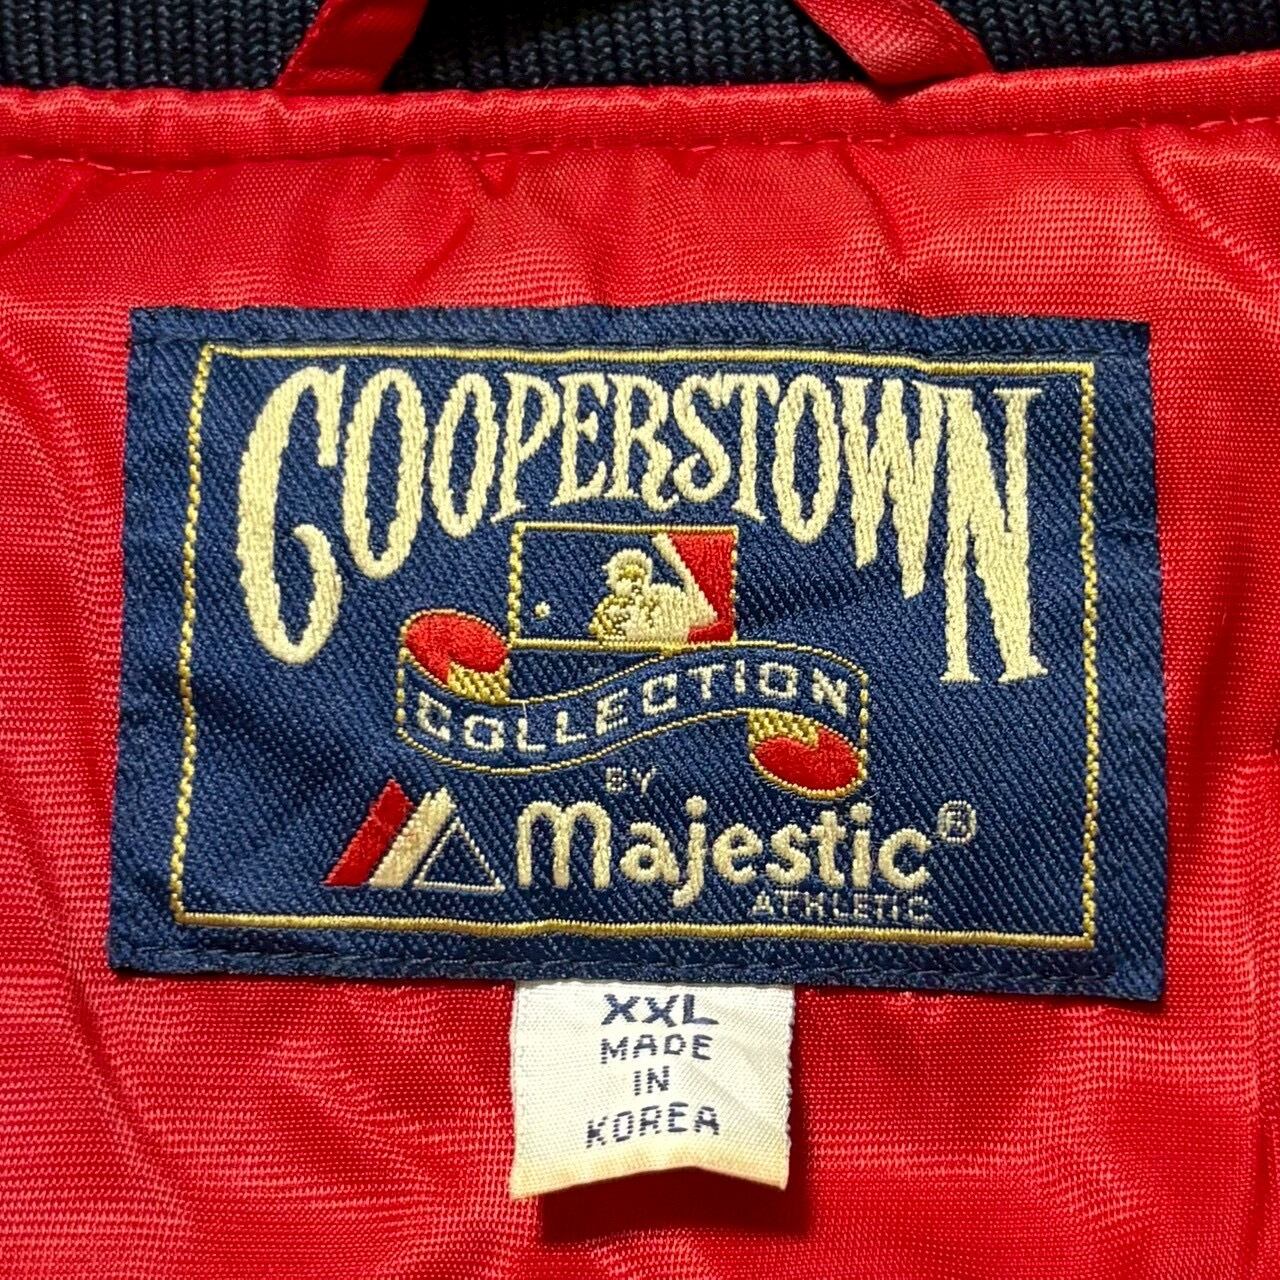 COOPERSTOWN
COLLECTION
BY
Majestic®
ATHLETIC
XXL
MADE
IN
KOREA